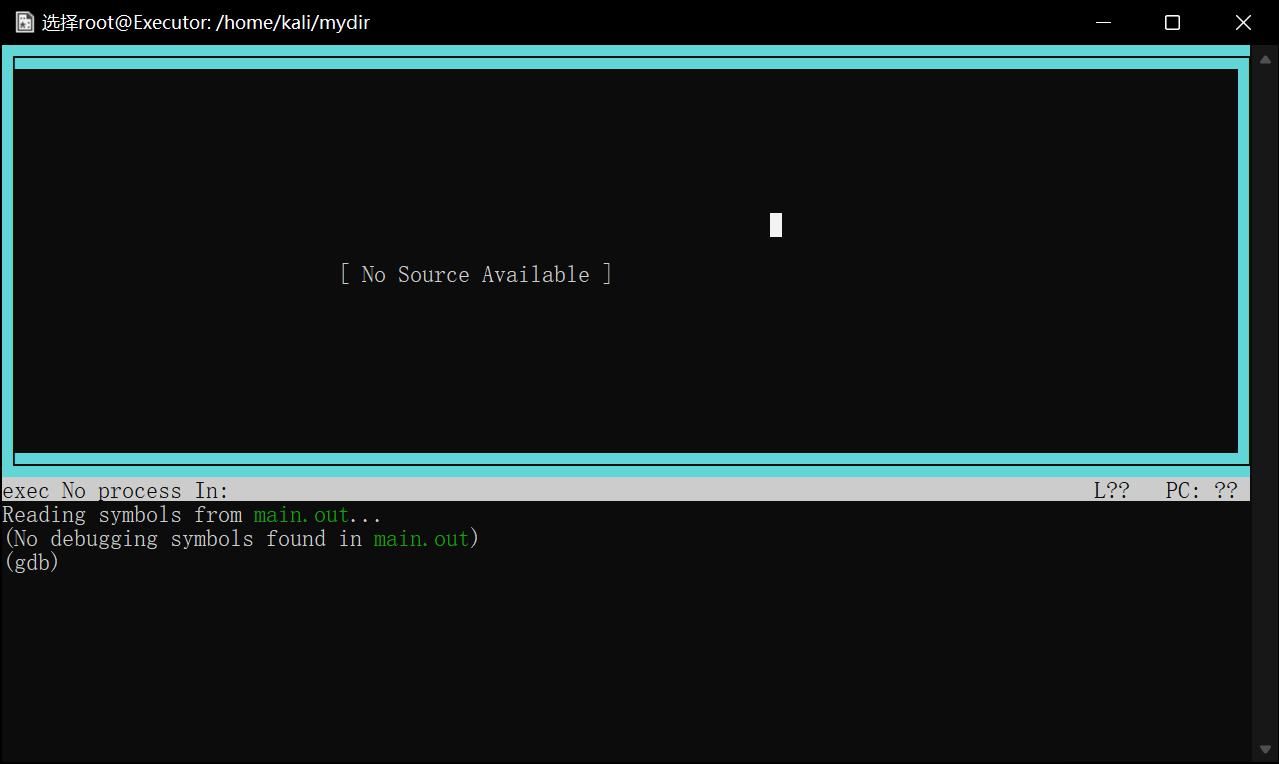 选择root@Executor: /home/kali/mydir
[ No Source Available ]
exec No process In: L?? PC: ??
Reading symbols from main.out...
(No debugging symbols found in main.out)
(gdb)